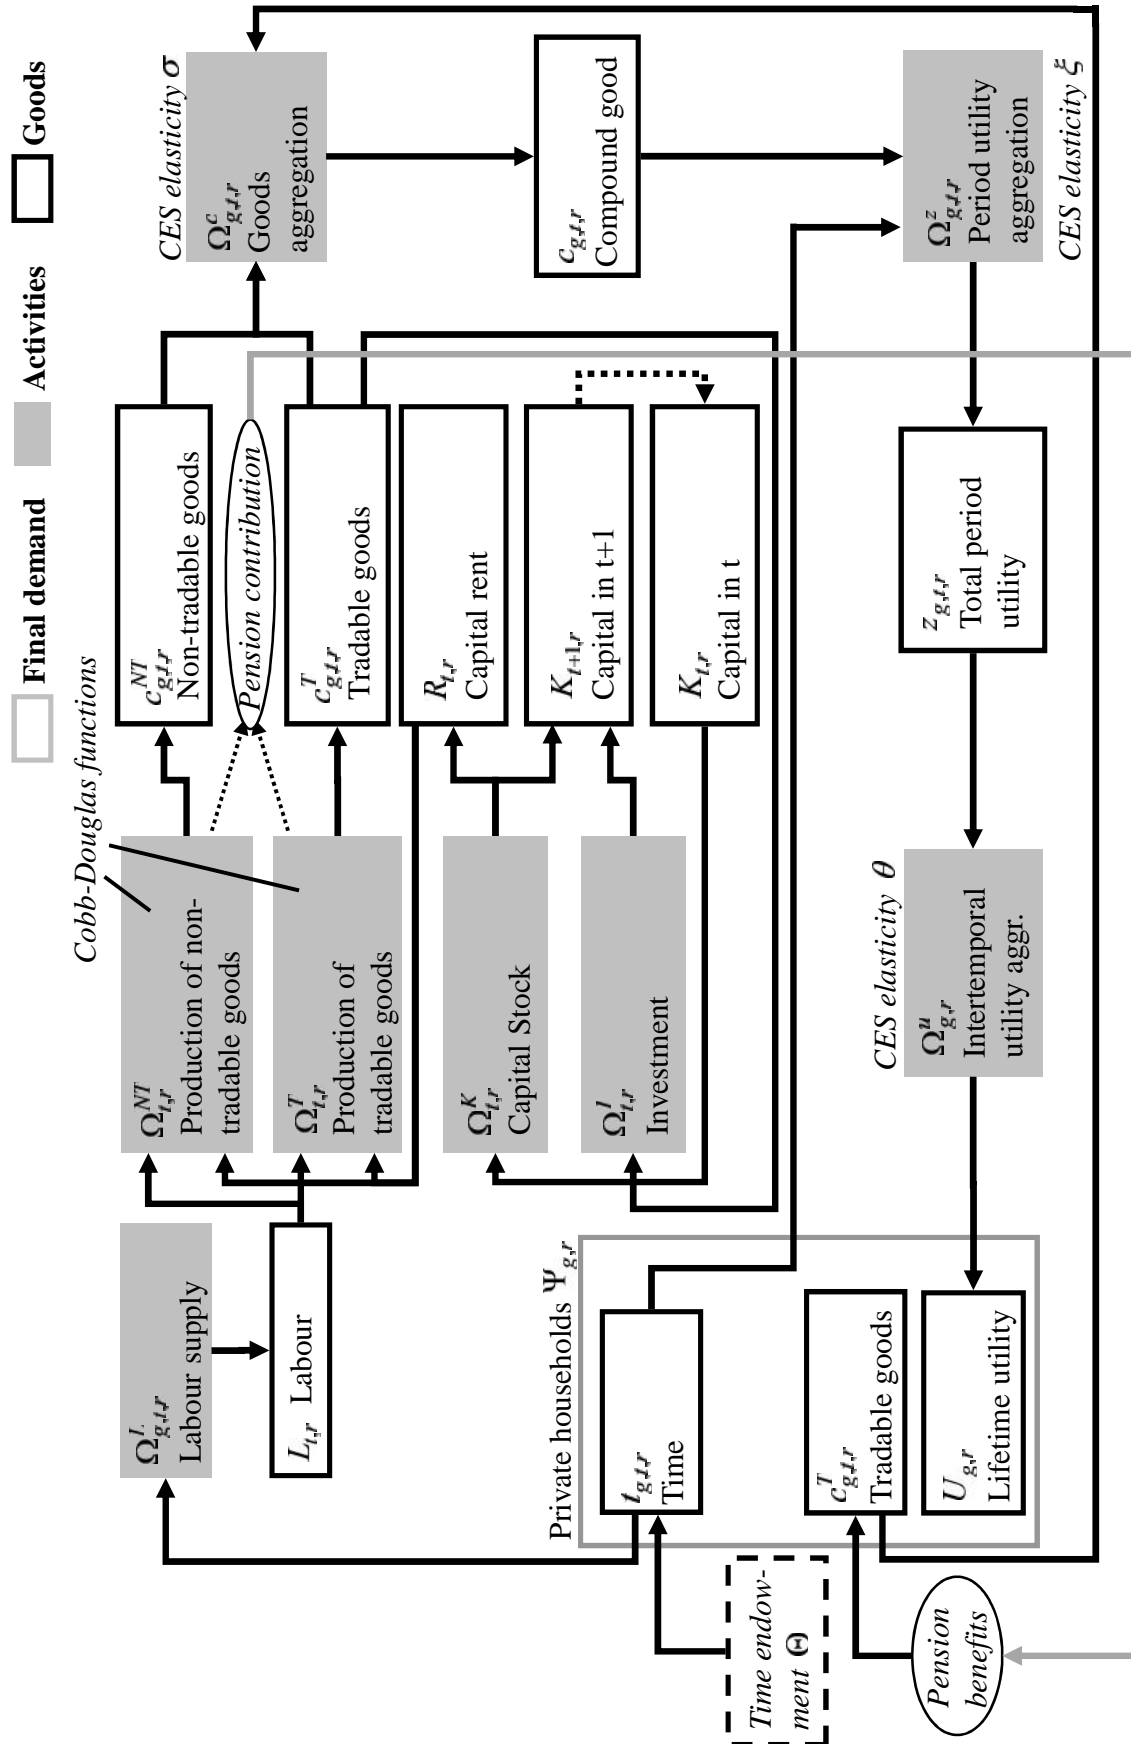 Final demand
Activities
Goods
Cobb-Douglas functions
CES elasticity σ
Ω^L_{g,t,r}
Labour supply
L_{t,r} Labour
Ω^{NT}_{t,r}
Production of non-
tradable goods
Ω^T_{t,r}
Production of
tradable goods
Ω^K_{t,r}
Capital Stock
Ω^I_{t,r}
Investment
c^{NT}_{g,t,r}
Non-tradable goods
Pension contribution
c^T_{g,t,r}
Tradable goods
R_{t,r}
Capital rent
K_{t+1,r}
Capital in t+1
K_{t,r}
Capital in t
Ω^c_{g,t,r}
Goods
aggregation
c_{g,t,r}
Compound good
Ω^z_{g,t,r}
Period utility
aggregation
CES elasticity ξ
Private households Ψ_{g,r}
t_{g,t,r}
Time
Time endow-
ment Θ
c^T_{g,t,r}
Tradable goods
U_{g,r}
Lifetime utility
Pension
benefits
CES elasticity θ
Ω^u_{g,r}
Intertemporal
utility aggr.
z_{g,t,r}
Total period
utility